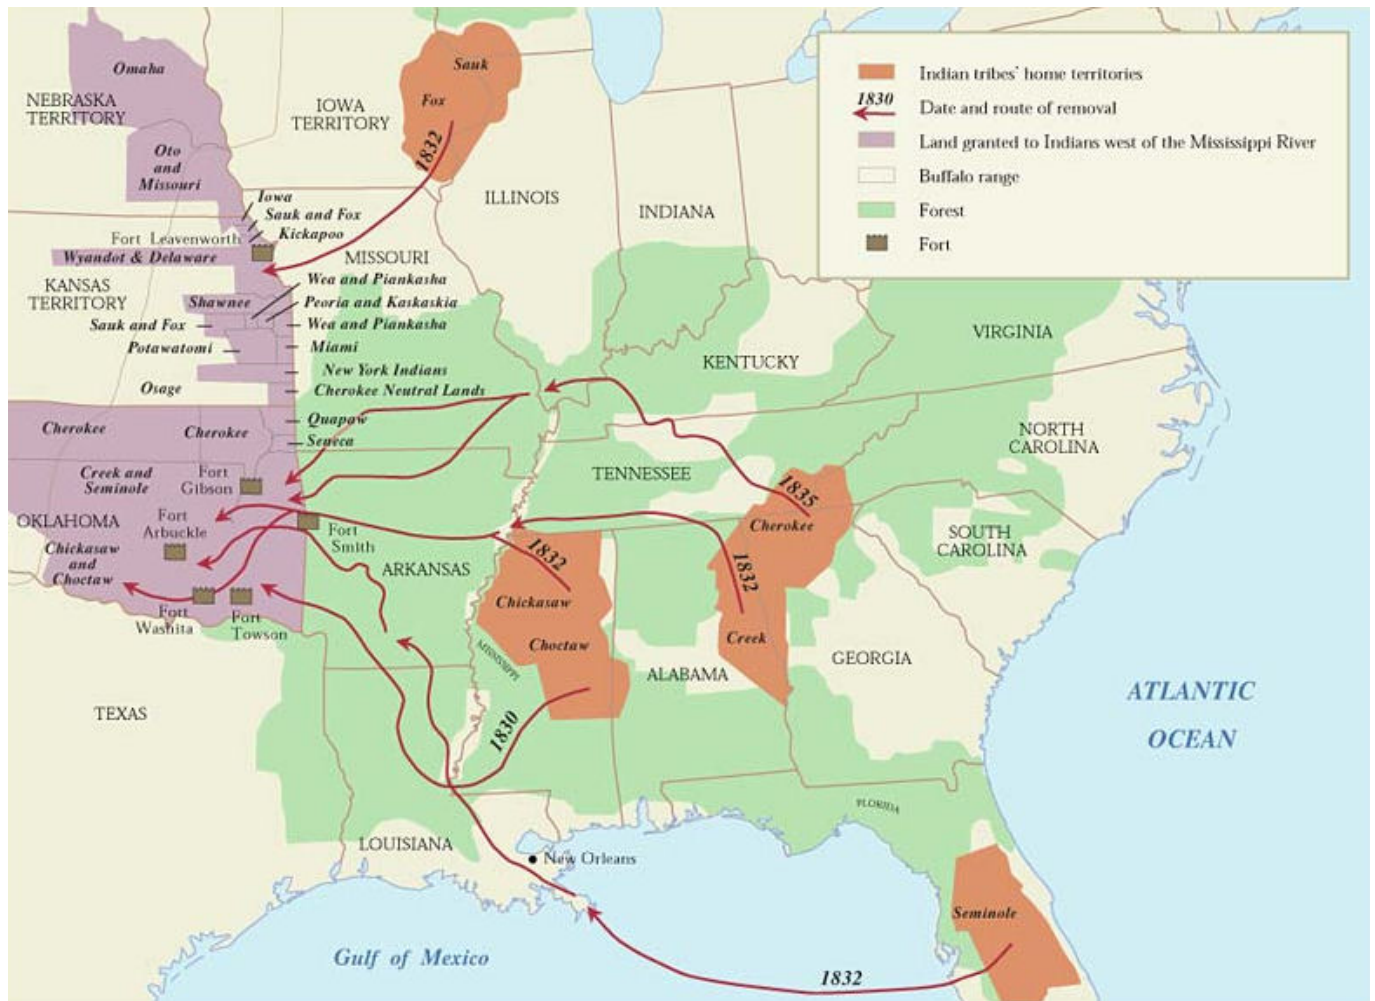 Indian tribes' home territories
1830
Date and route of removal
Land granted to Indians west of the Mississippi River
Buffalo range
Forest
Fort
Omaha
NEBRASKA
TERRITORY
Oto
and
Missouri
IOWA
TERRITORY
Sauk
Fox
1832
ILLINOIS
INDIANA
Iowa
Sauk and Fox
Kickapoo
Fort Leavenworth
Wyandot & Delaware
MISSOURI
KANSAS
TERRITORY
Wea and Piankasha
Shawnee
Peoria and Kaskaskia
Sauk and Fox
Wea and Piankasha
Potawatomi
Miami
New York Indians
Osage
Cherokee Neutral Lands
Quapaw
Cherokee
Cherokee
Seneca
KENTUCKY
VIRGINIA
NORTH
CAROLINA
TENNESSEE
Creek and
Seminole
Fort
Gibson
OKLAHOMA
Fort
Arbuckle
Fort
Smith
Chickasaw
and
Choctaw
Fort
Washita
Fort
Towson
ARKANSAS
1832
Chickasaw
Choctaw
MISSISSIPPI
1835
Cherokee
1832
Creek
SOUTH
CAROLINA
ALABAMA
GEORGIA
TEXAS
1830
ATLANTIC
OCEAN
LOUISIANA
New Orleans
FLORIDA
Seminole
Gulf of Mexico
1832